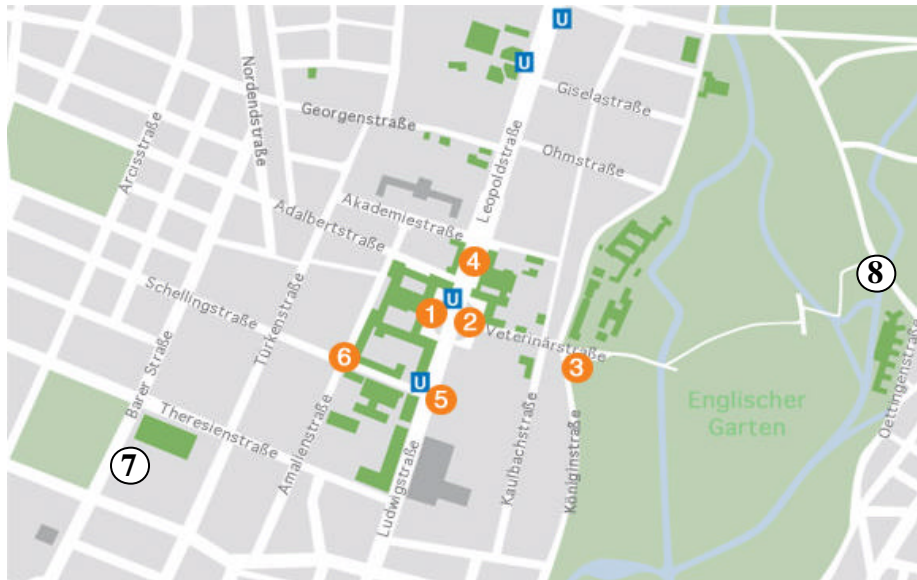 U
U
Giselastraße
Nordendstraße
Georgenstraße
Arcisstraße
Leopoldstraße
Ohmstraße
Akademiestraße
Adalbertstraße
4
8
Schellingstraße
U
1
2
Veterinärstraße
Türkenstraße
6
3
Barer Straße
U
5
Englischer
Garten
Oettingenstraße
Theresienstraße
Amalienstraße
Kaulbachstraße
Königinstraße
7
Ludwigstraße